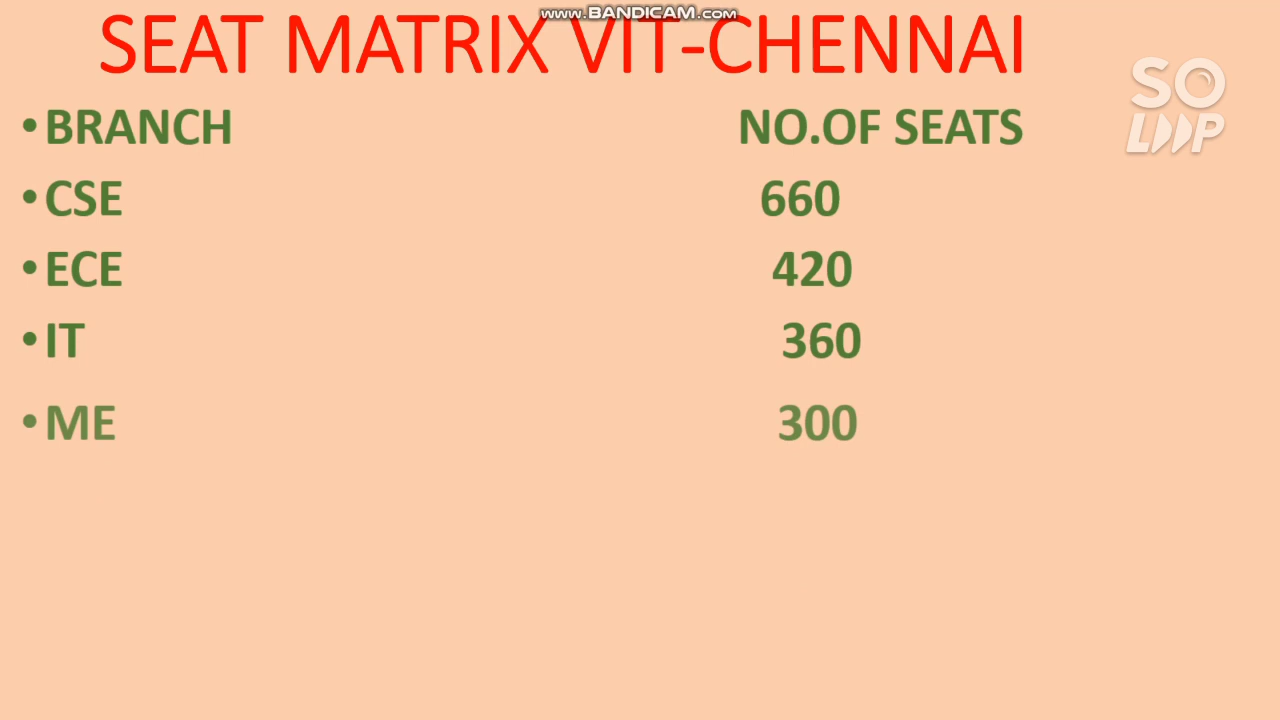 www.BANDICAM.com
SEAT MATRIX VIT-CHENNAI
SO
LOOP
• BRANCH NO.OF SEATS
• CSE 660
• ECE 420
• IT 360
• ME 300